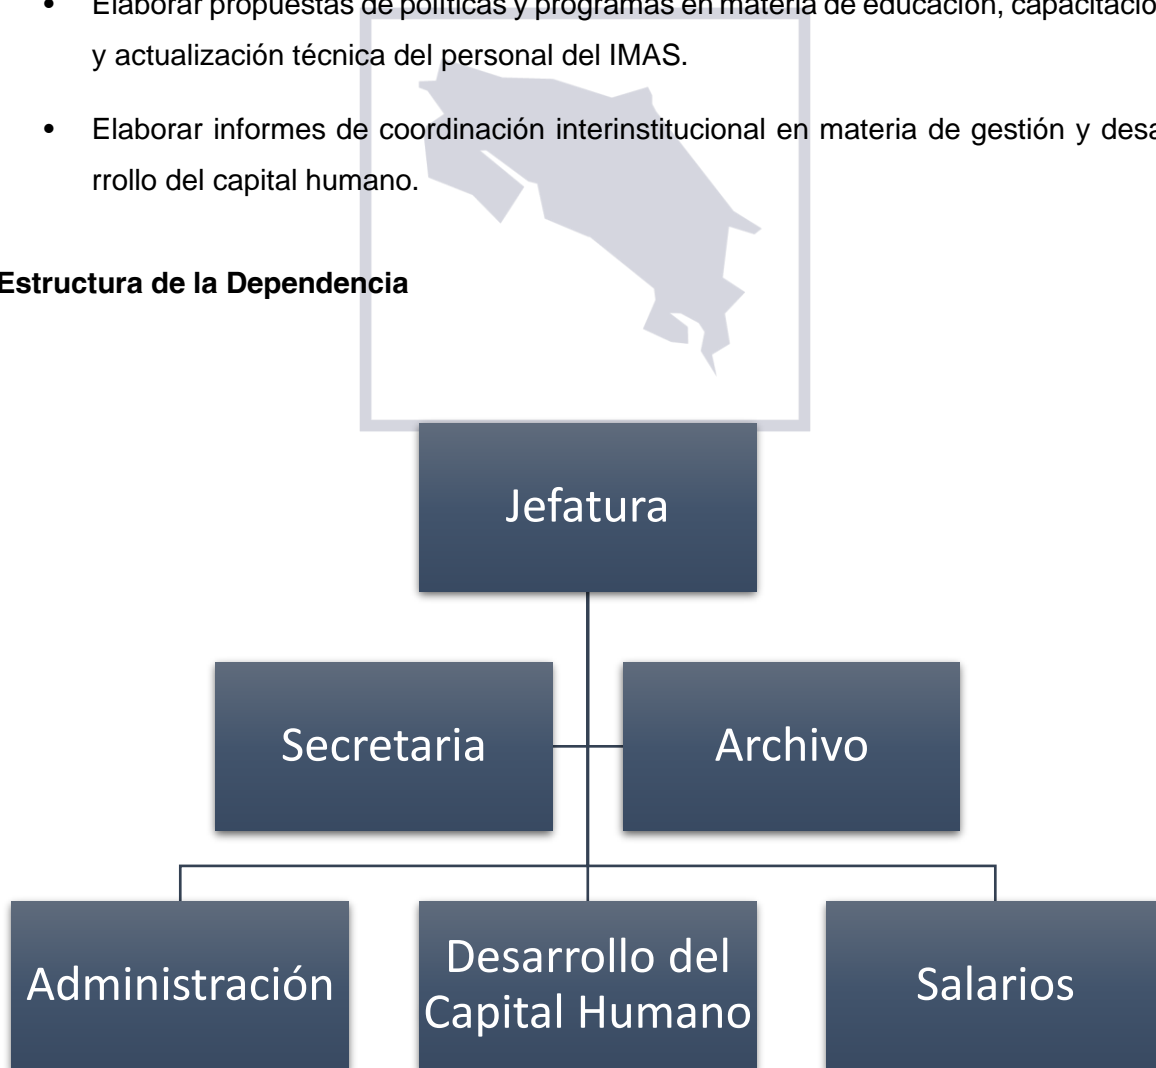 • Elaborar propuestas de políticas y programas en materia de educación, capacitació
y actualización técnica del personal del IMAS.
• Elaborar informes de coordinación interinstitucional en materia de gestión y desa
rrollo del capital humano.
Estructura de la Dependencia
Jefatura
Secretaria
Archivo
Administración
Desarrollo del
Capital Humano
Salarios